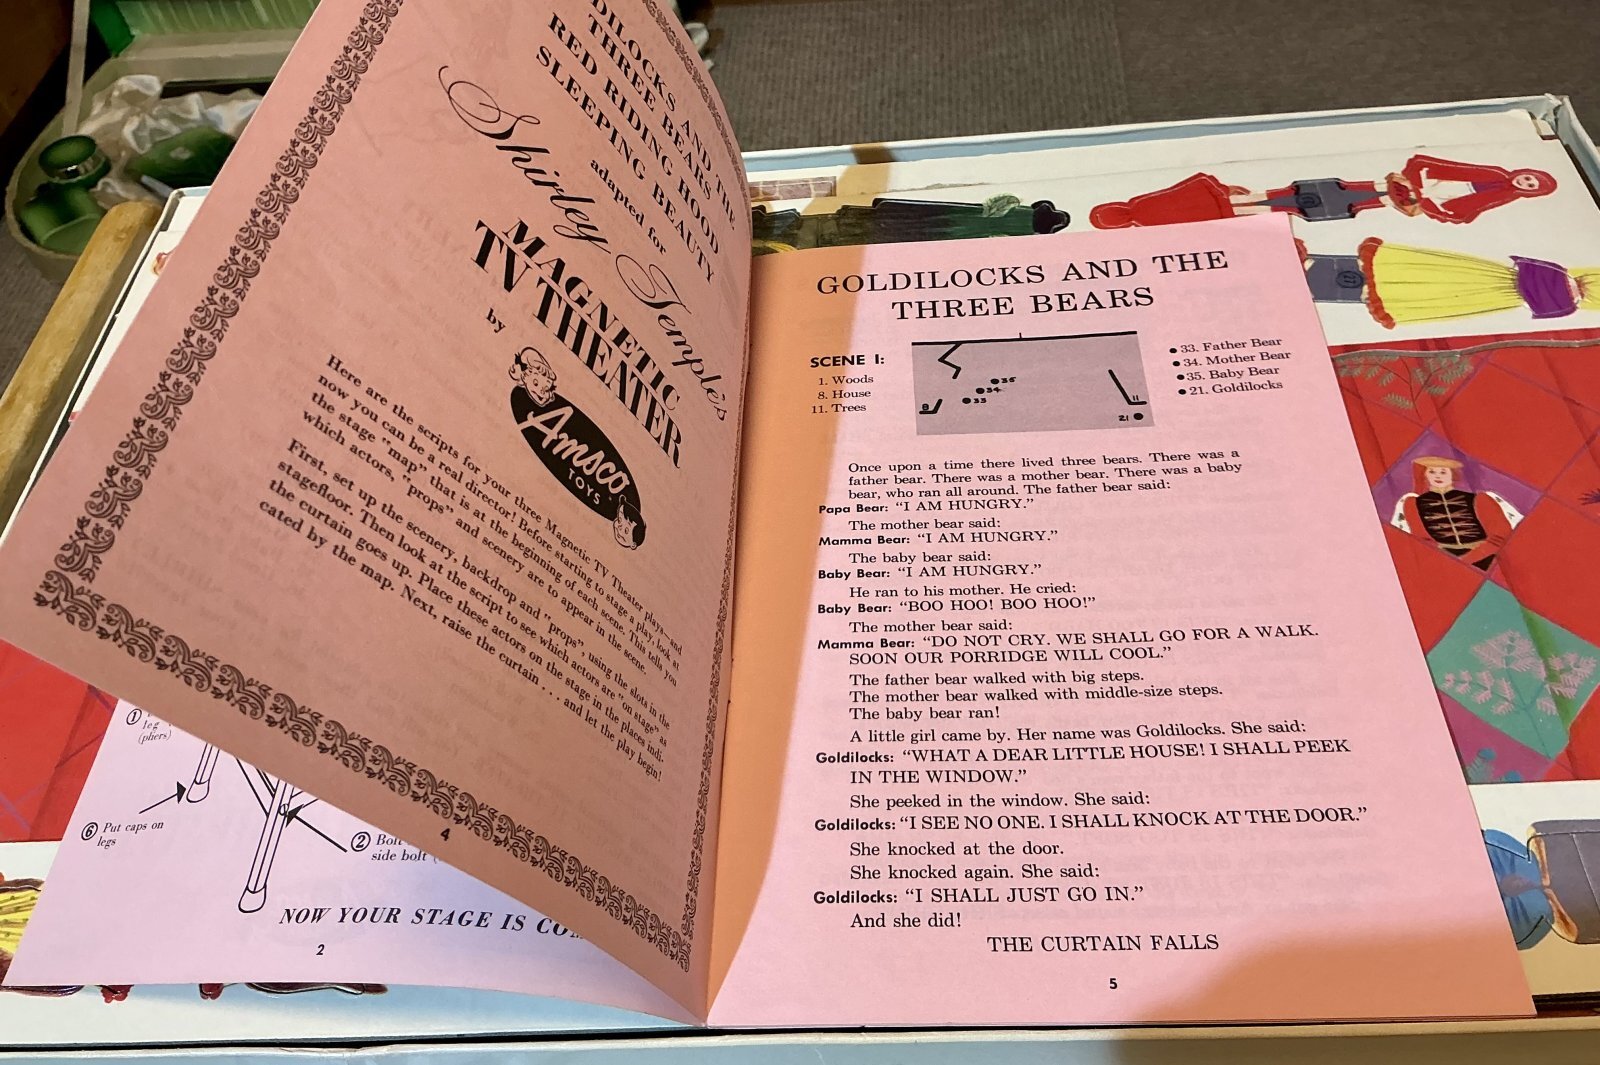 DILOCKS AND THE
THREE BEARS
RED RIDING HOOD
SLEEPING BEAUTY
adapted for
Shirley Temple's
MAGNETIC
TV THEATER
by
Amsco
TOYS
Here are the scripts for your three Magnetic TV Theater plays—and
now you can be a real director! Before starting to stage a play, look at
the stage "map" that is at the beginning of each scene. This tells you
which actors, "props" and scenery are to appear in the scene.
First, set up the scenery, backdrop and "props", using the slots in the
stagefloor. Then look at the script to see which actors are "on stage" as
the curtain goes up. Place these actors on the stage in the places indi-
cated by the map. Next, raise the curtain . . . and let the play begin!
4
①
leg
(pliers)
⑥ Put caps on
legs
② Bolt
side bolt (
NOW YOUR STAGE IS COM
2
GOLDILOCKS AND THE
THREE BEARS
SCENE I:
1. Woods
8. House
11. Trees
35
34
33
8
11
21
• 33. Father Bear
• 34. Mother Bear
• 35. Baby Bear
• 21. Goldilocks
Once upon a time there lived three bears. There was a
father bear. There was a mother bear. There was a baby
bear, who ran all around. The father bear said:
Papa Bear: "I AM HUNGRY."
The mother bear said:
Mamma Bear: "I AM HUNGRY."
The baby bear said:
Baby Bear: "I AM HUNGRY."
He ran to his mother. He cried:
Baby Bear: "BOO HOO! BOO HOO!"
The mother bear said:
Mamma Bear: "DO NOT CRY. WE SHALL GO FOR A WALK.
SOON OUR PORRIDGE WILL COOL."
The father bear walked with big steps.
The mother bear walked with middle-size steps.
The baby bear ran!
A little girl came by. Her name was Goldilocks. She said:
Goldilocks: "WHAT A DEAR LITTLE HOUSE! I SHALL PEEK
IN THE WINDOW."
She peeked in the window. She said:
Goldilocks: "I SEE NO ONE. I SHALL KNOCK AT THE DOOR."
She knocked at the door.
She knocked again. She said:
Goldilocks: "I SHALL JUST GO IN."
And she did!
THE CURTAIN FALLS
5